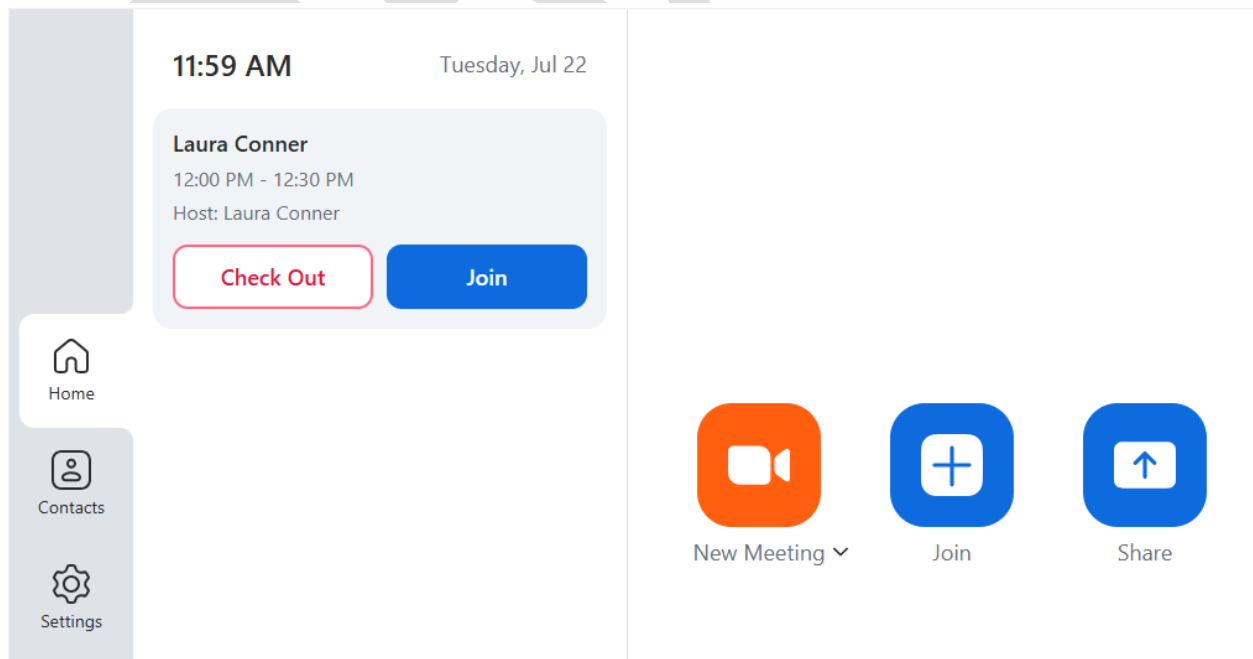 11:59 AM
Tuesday, Jul 22
Laura Conner
12:00 PM - 12:30 PM
Host: Laura Conner
Check Out
Join
Home
Contacts
Settings
New Meeting
Join
Share